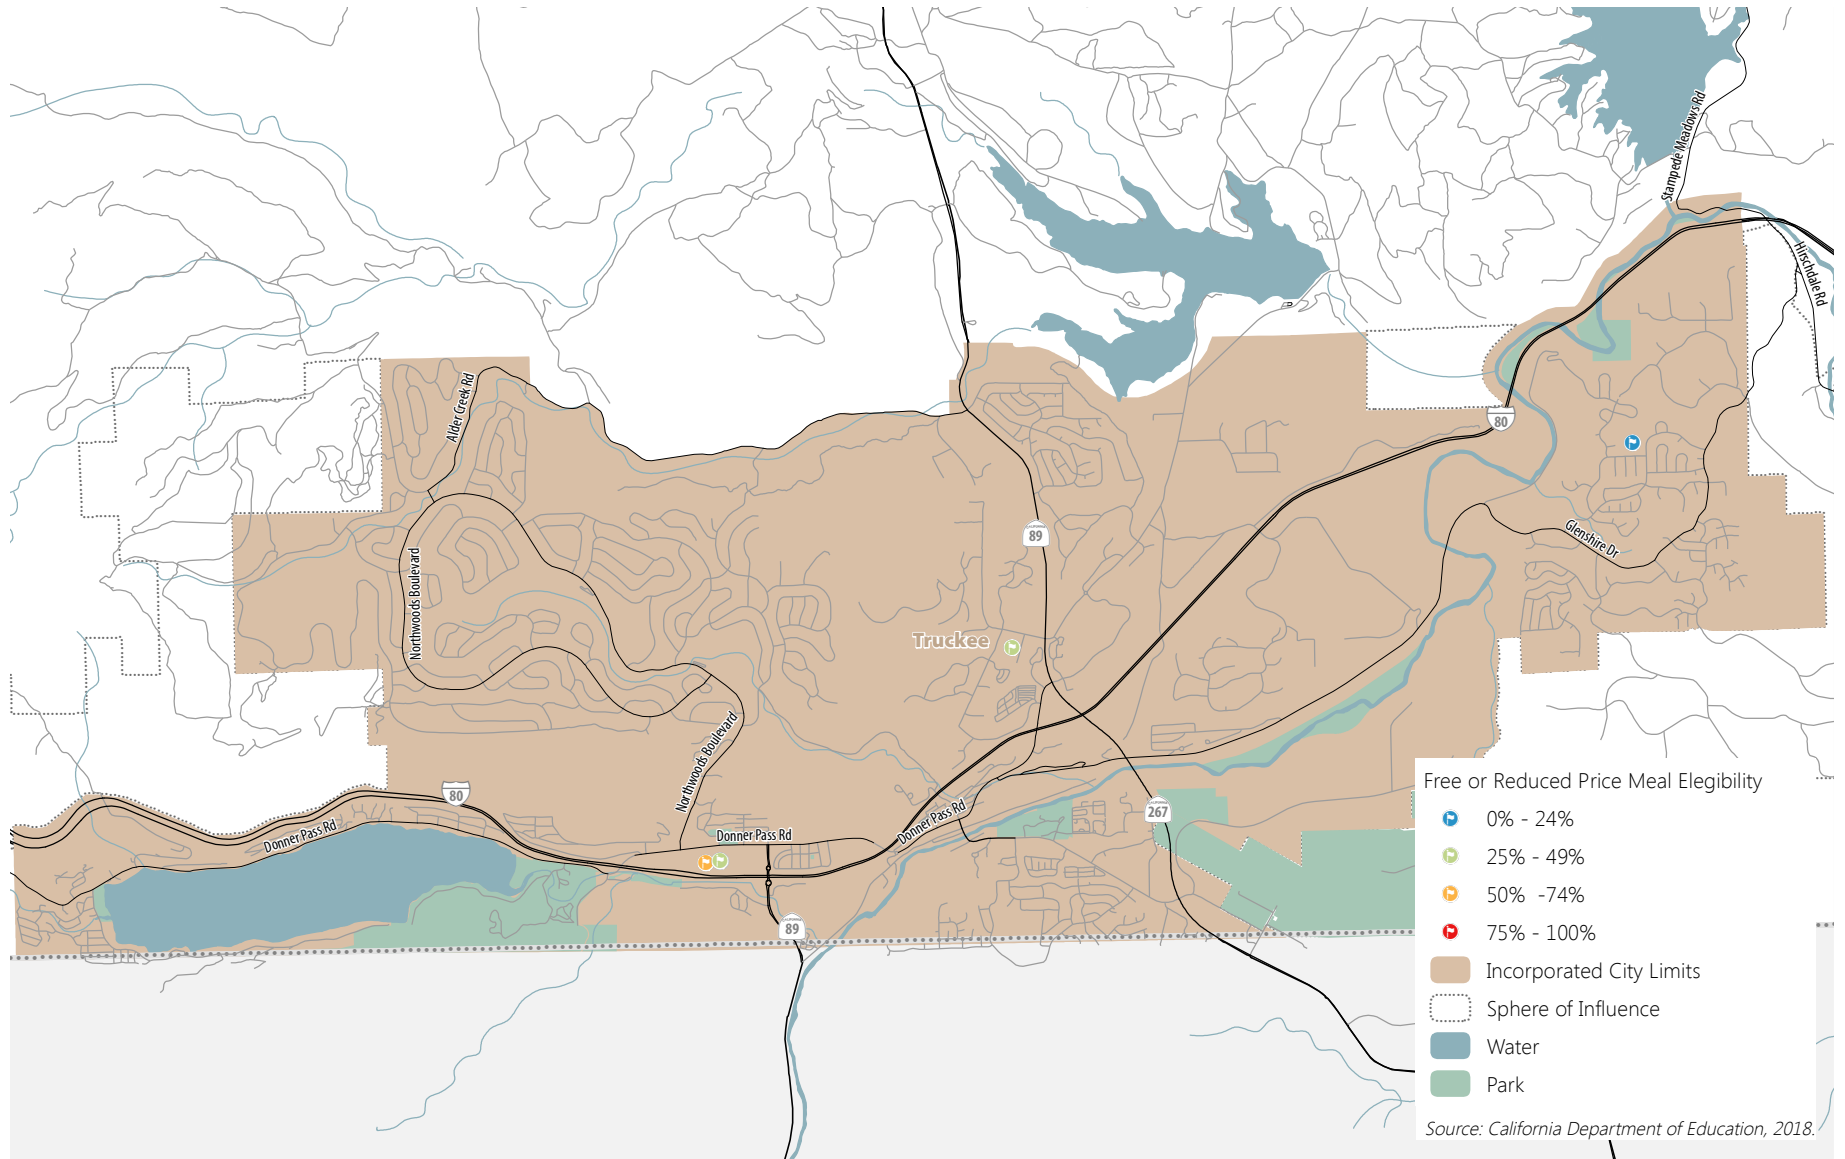 Stampede Meadows Rd
Hirschdale Rd
Alder Creek Rd
80
89
Glenshire Dr
Northwoods Boulevard
Truckee
Northwoods Boulevard
80
Donner Pass Rd
Donner Pass Rd
Donner Pass Rd
CALIFORNIA
267
CALIFORNIA
89
Free or Reduced Price Meal Elegibility
0% - 24%
25% - 49%
50% -74%
75% - 100%
Incorporated City Limits
Sphere of Influence
Water
Park
Source: California Department of Education, 2018.